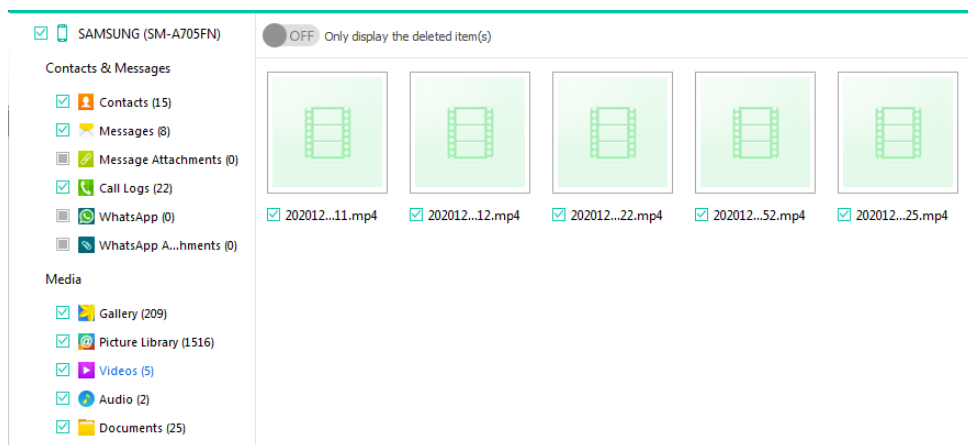 SAMSUNG (SM-A705FN)
OFF Only display the deleted item(s)
Contacts & Messages
Contacts (15)
Messages (8)
Message Attachments (0)
Call Logs (22)
WhatsApp (0)
WhatsApp A...hments (0)
Media
Gallery (209)
Picture Library (1516)
Videos (5)
Audio (2)
Documents (25)
202012...11.mp4
202012...12.mp4
202012...22.mp4
202012...52.mp4
202012...25.mp4